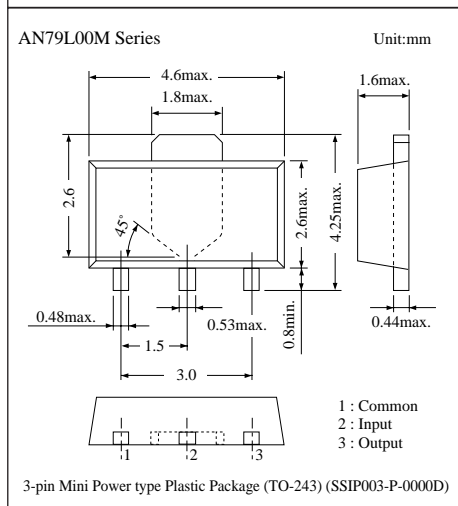 AN79L00M Series
Unit:mm
4.6max.
1.8max.
1.6max.
2.6
45°
2.6max.
4.25max.
0.48max.
0.53max.
0.8min.
0.44max.
1.5
3.0
1 : Common
2 : Input
3 : Output
1 2 3
3-pin Mini Power type Plastic Package (TO-243) (SSIP003-P-0000D)